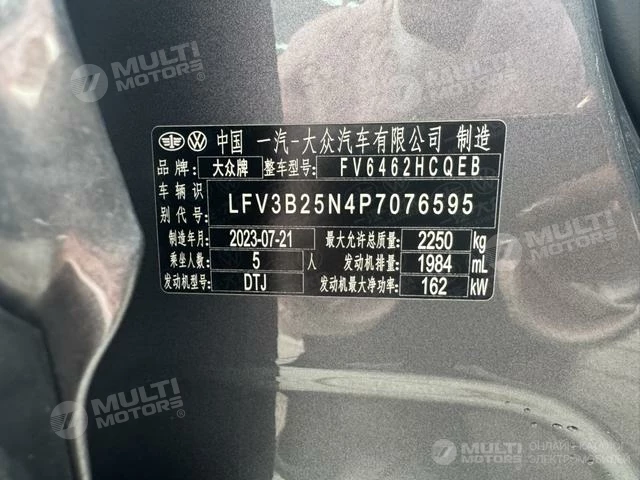 中国 一汽-大众汽车有限公司 制造
品牌: 大众牌 整车型号: FV6462HCQEB
车辆识别代号: LFV3B25N4P7076595
制造年月: 2023-07-21 最大允许总质量: 2250 kg
乘坐人数: 5 人 发动机排量: 1984 mL
发动机型号: DTJ 发动机最大净功率: 162 kW
MULTI MOTORS®
MULTI MOTORS®
MULTI MOTORS®
MULTI MOTORS
ОНЛАЙН-КАТАЛОГ
ЭЛЕКТРОМОБИЛЕЙ